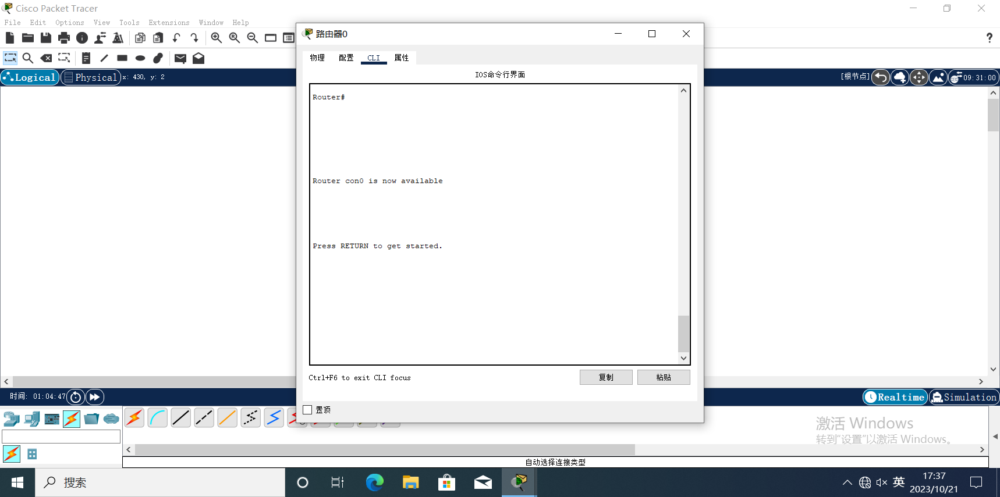 Cisco Packet Tracer
File Edit Options View Tools Extensions Window Help
路由器0
物理 配置 CLI 属性
IOS命令行界面
Logical Physical x: 430, y: 2
[根节点] 09:31:00
Router#
Router con0 is now available
Press RETURN to get started.
Ctrl+F6 to exit CLI focus
复制 粘贴
时间: 01:04:47
Realtime Simulation
置顶
激活 Windows
转到“设置”以激活 Windows。
自动选择连接类型
搜索
英
17:37
2023/10/21